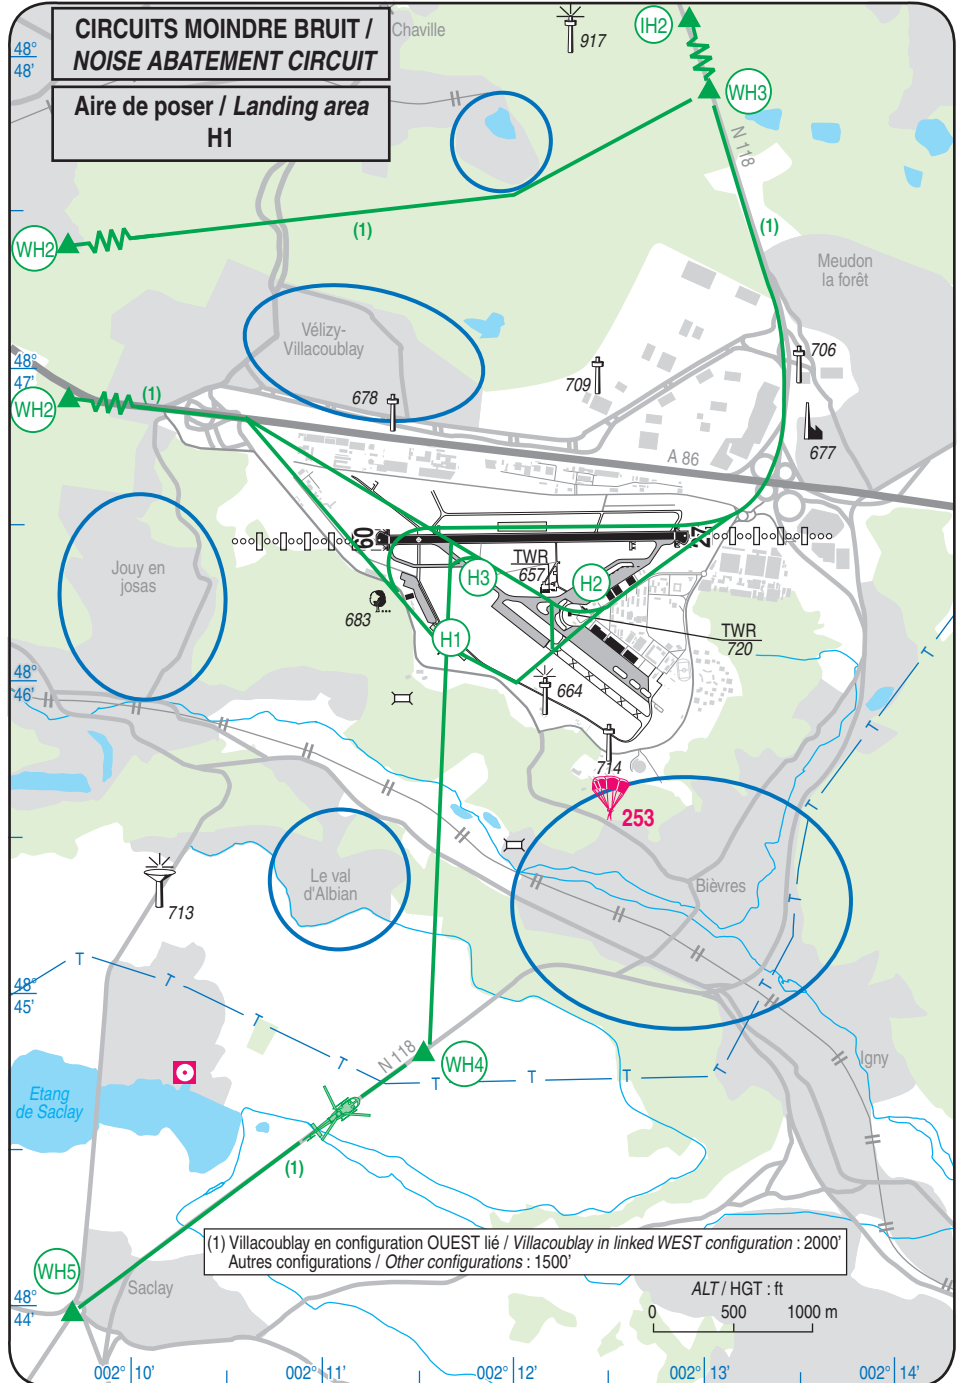 CIRCUITS MOINDRE BRUIT /
NOISE ABATEMENT CIRCUIT
Aire de poser / Landing area
H1
Chaville
917
IH2
WH3
48°
48'
N 118
(1)
(1)
WH2
Meudon
la forêt
Vélizy-
Villacoublay
48°
47'
706
709
678
WH2
(1)
677
A 86
09
27
TWR
657
H3
H2
Jouy en
josas
683
H1
TWR
720
T
48°
46'
664
T
714
253
Le val
d'Albian
Bièvres
713
T
T
T
48°
45'
T
T
N 118
WH4
T
T
T
T
Igny
Etang
de Saclay
(1)
(1) Villacoublay en configuration OUEST lié / Villacoublay in linked WEST configuration : 2000'
Autres configurations / Other configurations : 1500'
WH5
Saclay
ALT / HGT : ft
0 500 1000 m
48°
44'
002° 10' 002° 11' 002° 12' 002° 13' 002° 14'